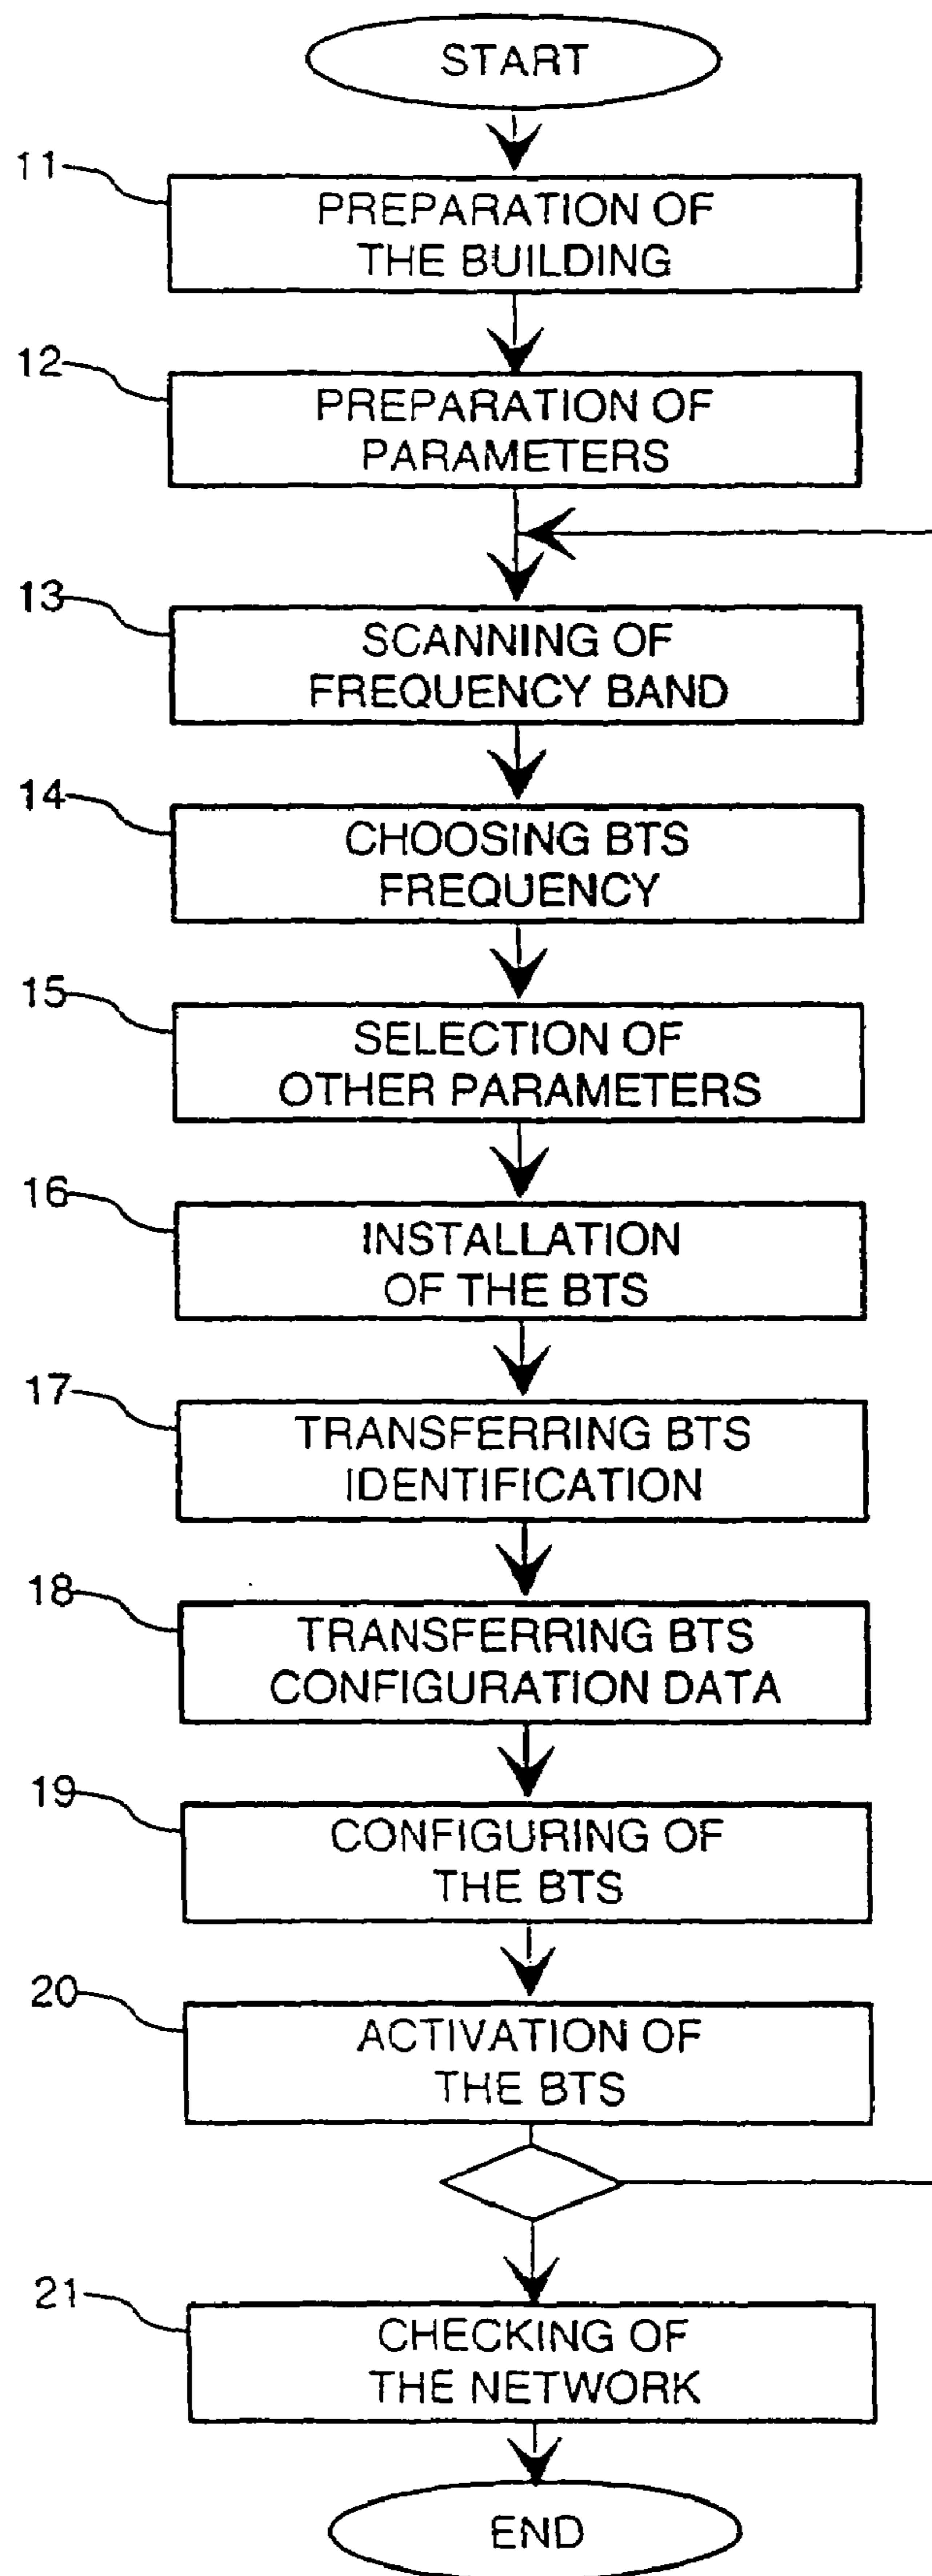 START
11
PREPARATION OF
THE BUILDING
12
PREPARATION OF
PARAMETERS
13
SCANNING OF
FREQUENCY BAND
14
CHOOSING BTS
FREQUENCY
15
SELECTION OF
OTHER PARAMETERS
16
INSTALLATION
OF THE BTS
17
TRANSFERRING BTS
IDENTIFICATION
18
TRANSFERRING BTS
CONFIGURATION DATA
19
CONFIGURING OF
THE BTS
20
ACTIVATION OF
THE BTS
21
CHECKING OF
THE NETWORK
END